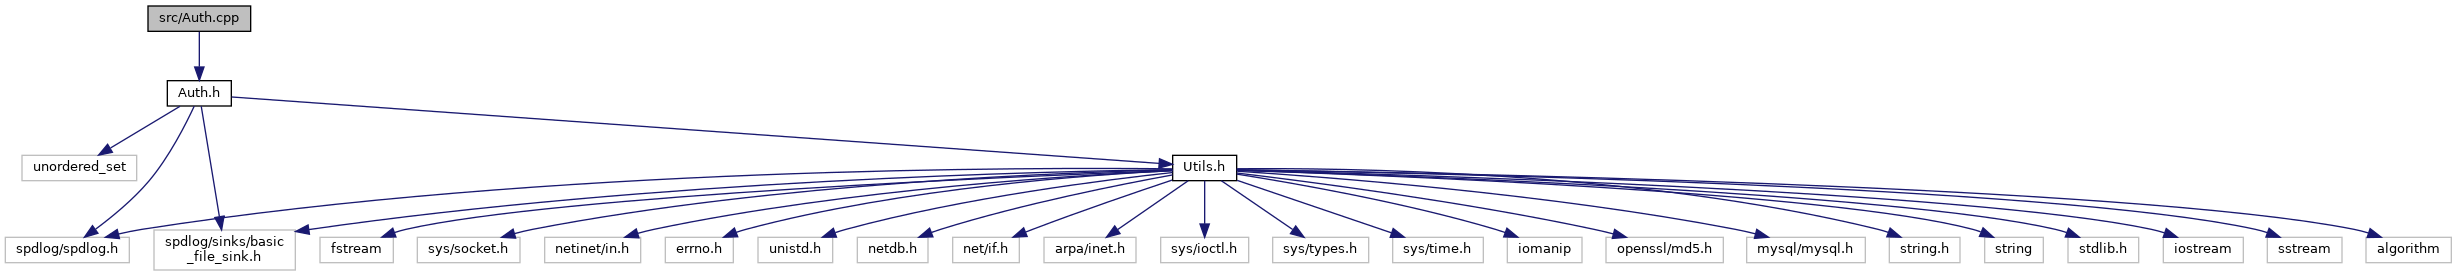 src/Auth.cpp
Auth.h
unordered_set
Utils.h
spdlog/spdlog.h
spdlog/sinks/basic
_file_sink.h
fstream
sys/socket.h
netinet/in.h
errno.h
unistd.h
netdb.h
net/if.h
arpa/inet.h
sys/ioctl.h
sys/types.h
sys/time.h
iomanip
openssl/md5.h
mysql/mysql.h
string.h
string
stdlib.h
iostream
sstream
algorithm